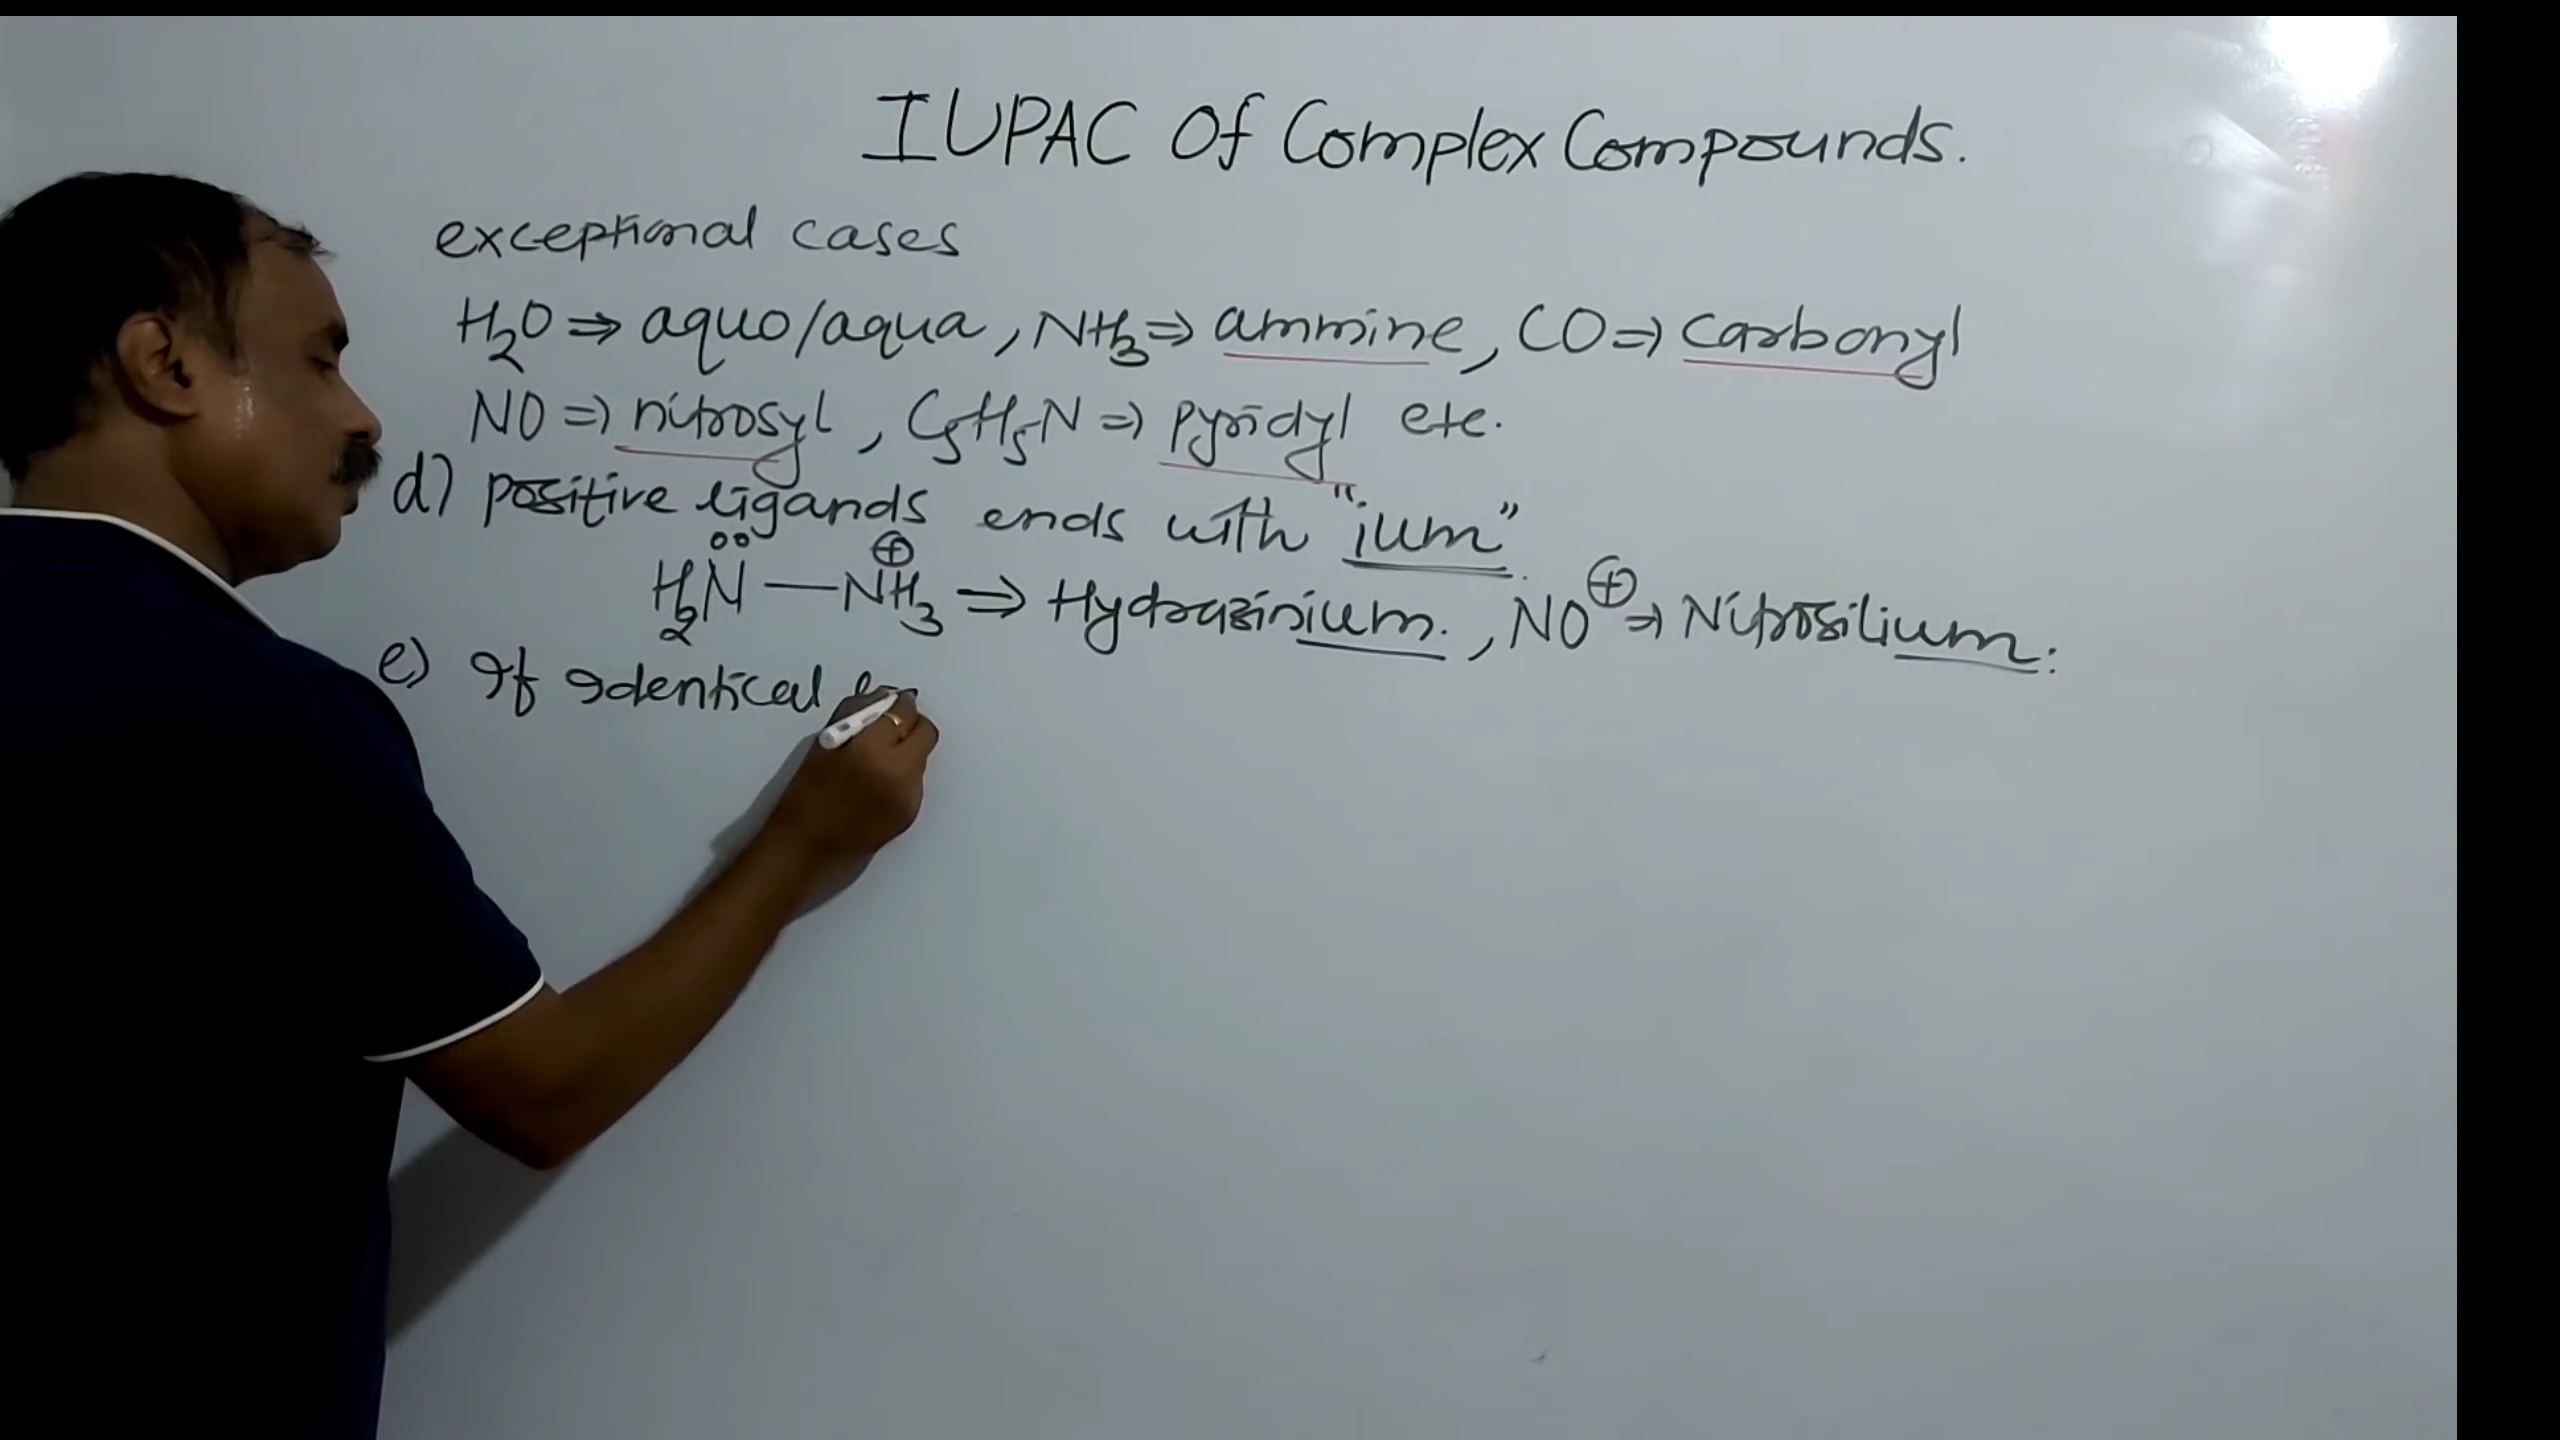 IUPAC Of Complex Compounds.
exceptional cases
H₂O ⇒ aquo/aqua, NH₃ ⇒ ammine, CO ⇒ Carbonyl
NO ⇒ nitrosyl, C₅H₅N ⇒ pyridyl etc.
d) positive ligands ends with "ium".
H₂N̈ — NH₃⊕ ⇒ Hydrazinium., NO⊕ ⇒ Nitrosilium.
e) If Identical